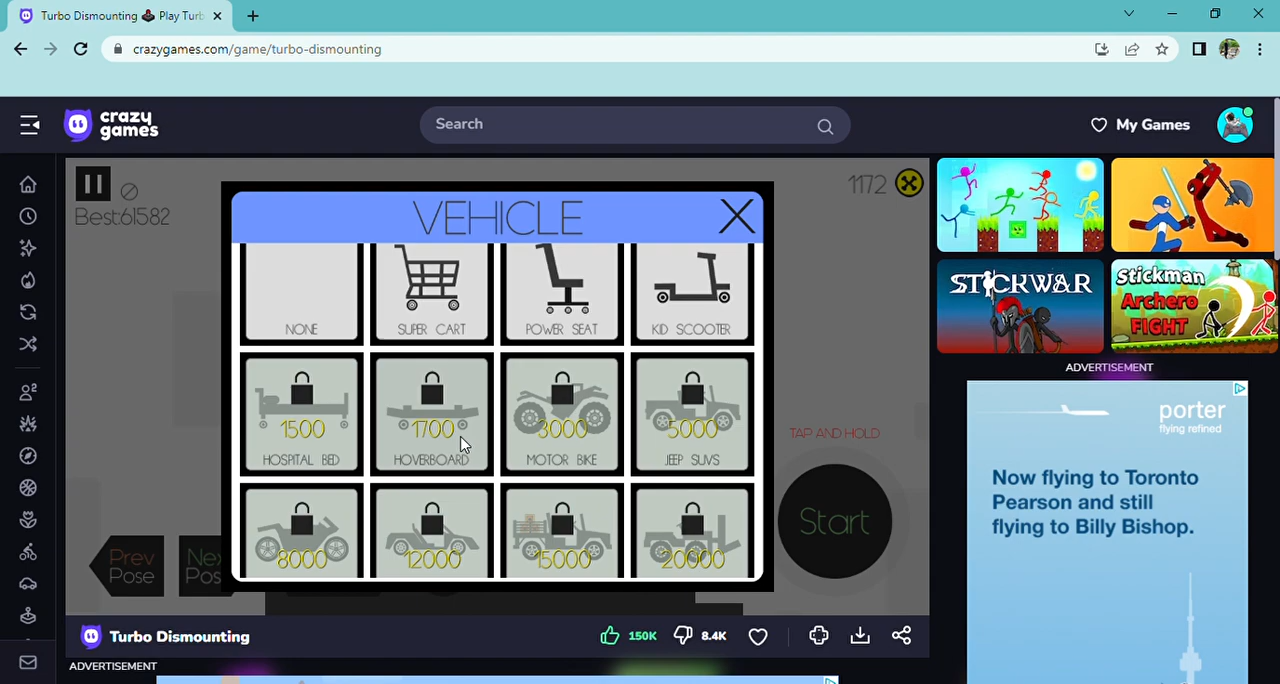 Turbo Dismounting
Play Turb
crazygames.com/game/turbo-dismounting
crazy
games
Search
My Games
Best61582
1172
VEHICLE
NONE
SUPER CART
POWER SEAT
KID SCOOTER
1500
1700
3000
5000
HOSPITAL BED
HOVERBOARD
MOTOR BIKE
JEEP SUVS
8000
12000
15000
20000
TAP AND HOLD
Start
Prev
Pose
Nex
Pos
STICKWAR
Stickman
Archero
FIGHT
ADVERTISEMENT
porter
flying refined
Now flying to Toronto
Pearson and still
flying to Billy Bishop.
Turbo Dismounting
150K
8.4K
ADVERTISEMENT